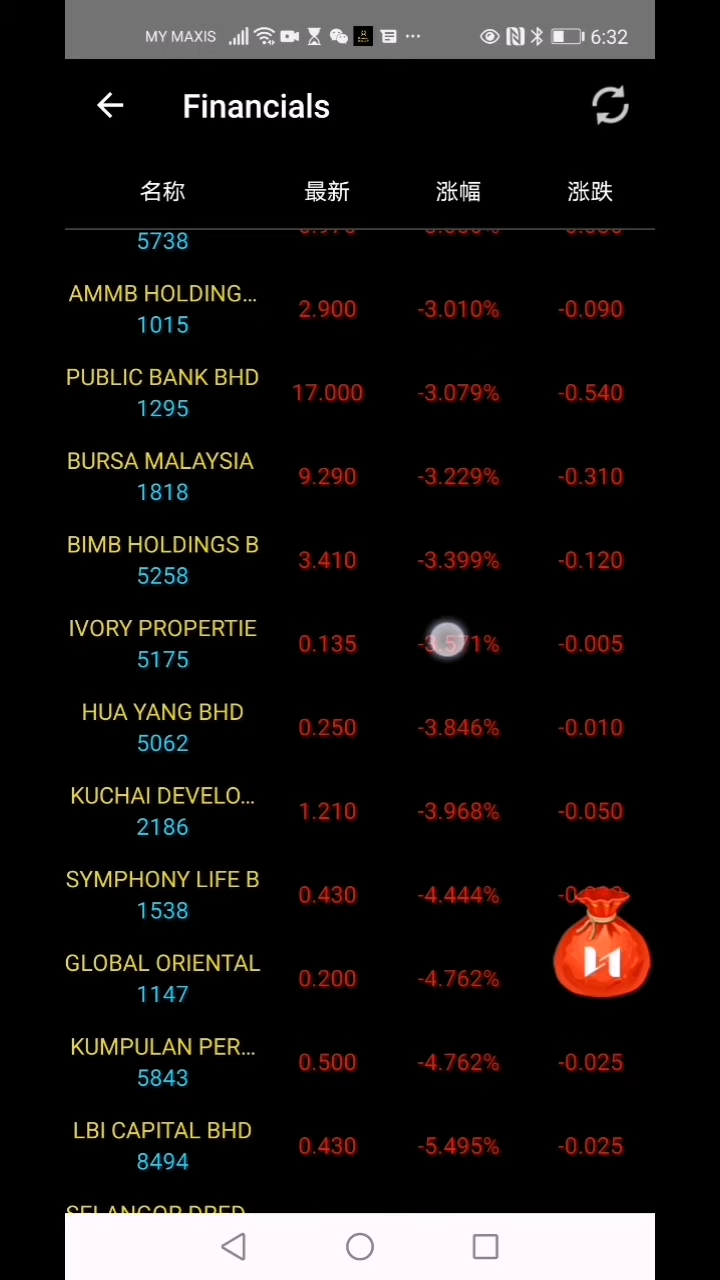 MY MAXIS 6:32
Financials
名称 最新 涨幅 涨跌
5738
AMMB HOLDING... 2.900 -3.010% -0.090
1015
PUBLIC BANK BHD 17.000 -3.079% -0.540
1295
BURSA MALAYSIA 9.290 -3.229% -0.310
1818
BIMB HOLDINGS B 3.410 -3.399% -0.120
5258
IVORY PROPERTIE 0.135 -3.571% -0.005
5175
HUA YANG BHD 0.250 -3.846% -0.010
5062
KUCHAI DEVELO... 1.210 -3.968% -0.050
2186
SYMPHONY LIFE B 0.430 -4.444%
1538
GLOBAL ORIENTAL 0.200 -4.762%
1147
KUMPULAN PER... 0.500 -4.762% -0.025
5843
LBI CAPITAL BHD 0.430 -5.495% -0.025
8494